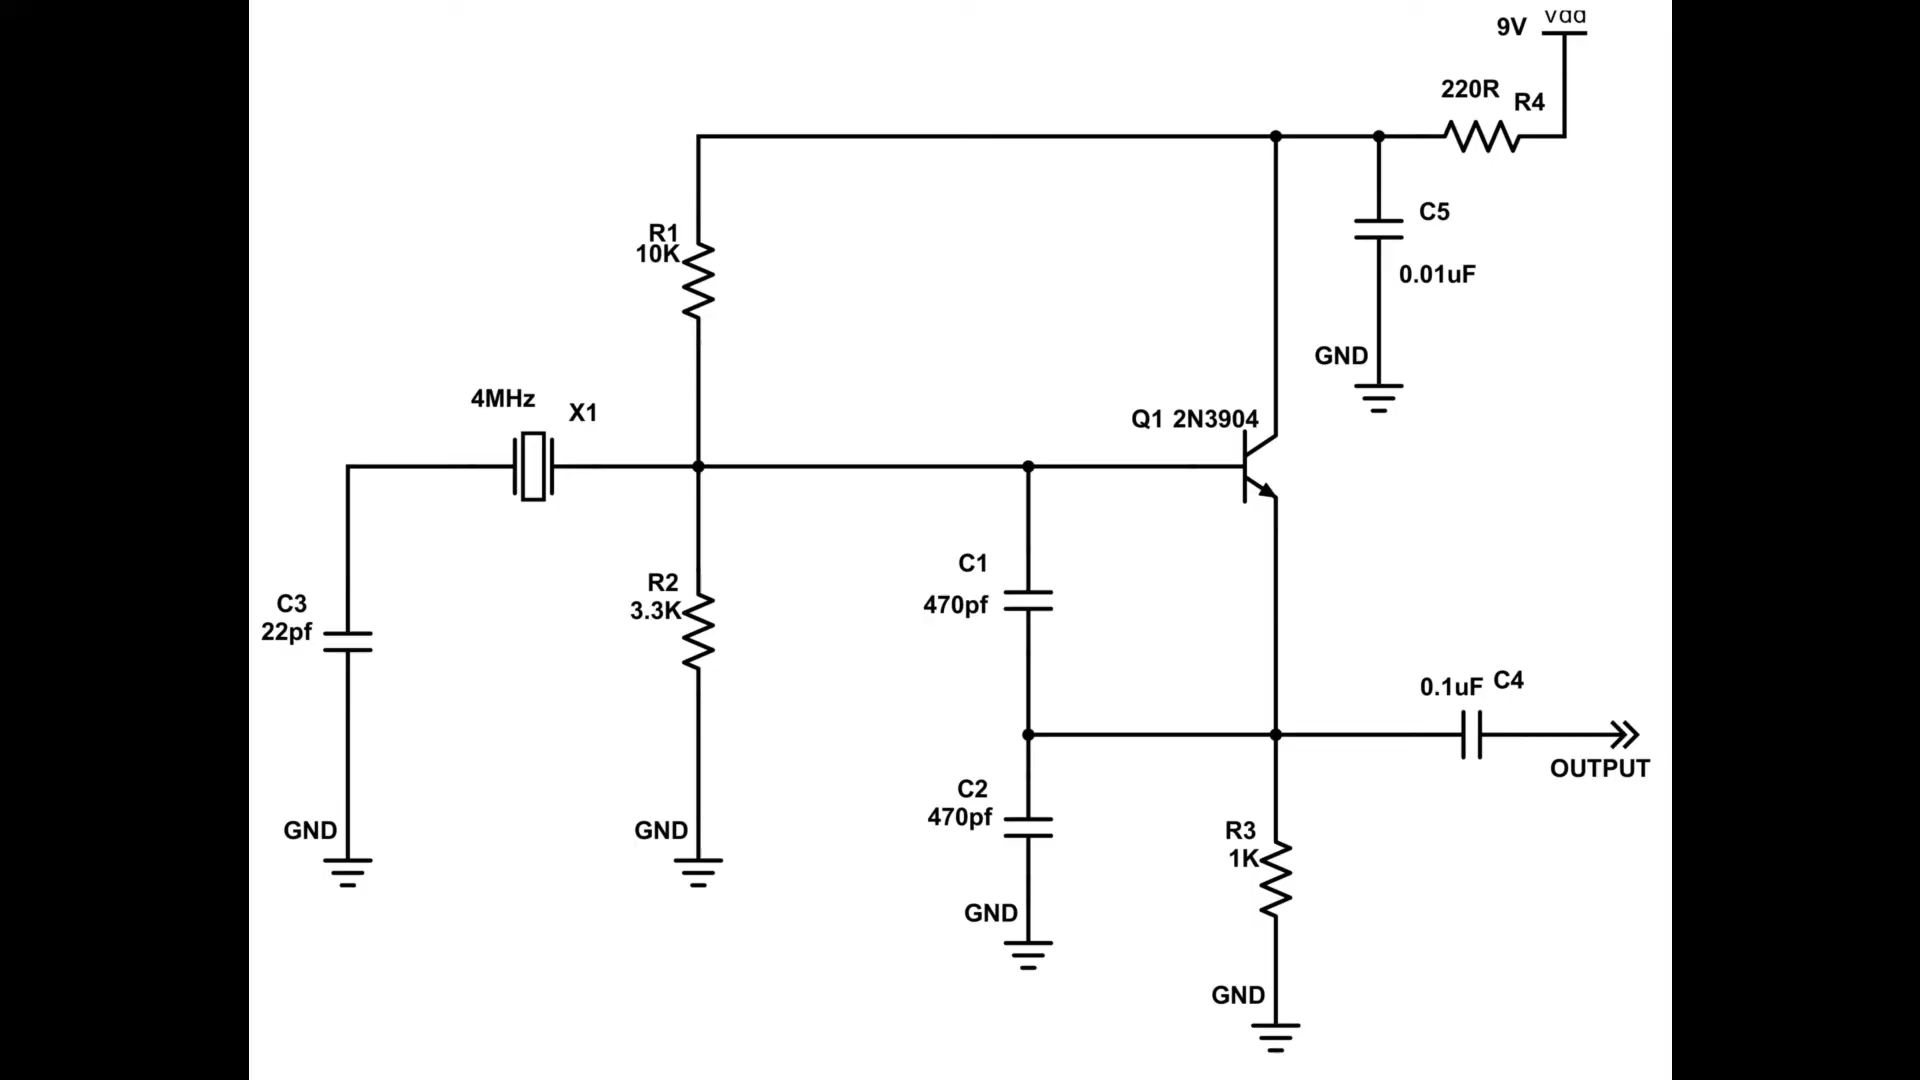 Vdd
9V
220R
R4
R1
10K
C5
0.01uF
GND
4MHz
X1
Q1 2N3904
C1
470pf
R2
3.3K
C3
22pf
0.1uF C4
OUTPUT
C2
470pf
GND
GND
R3
1K
GND
GND